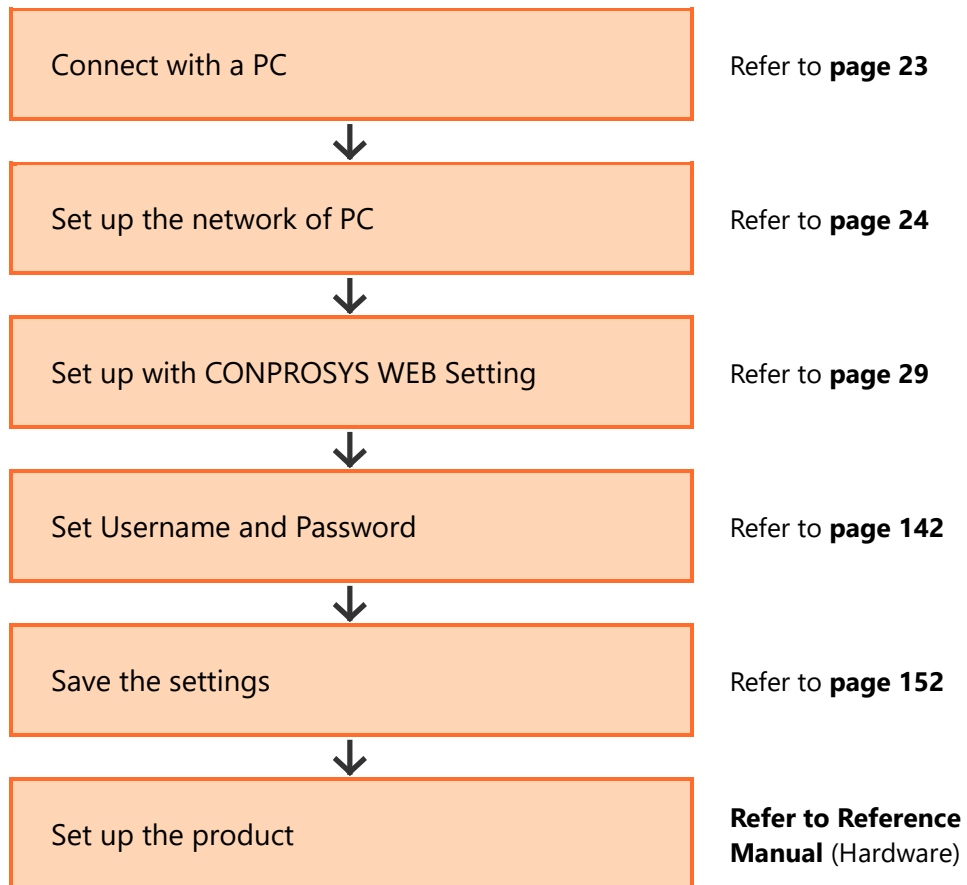 Connect with a PC
Refer to page 23
Set up the network of PC
Refer to page 24
Set up with CONPROSYS WEB Setting
Refer to page 29
Set Username and Password
Refer to page 142
Save the settings
Refer to page 152
Set up the product
Refer to Reference
Manual (Hardware)